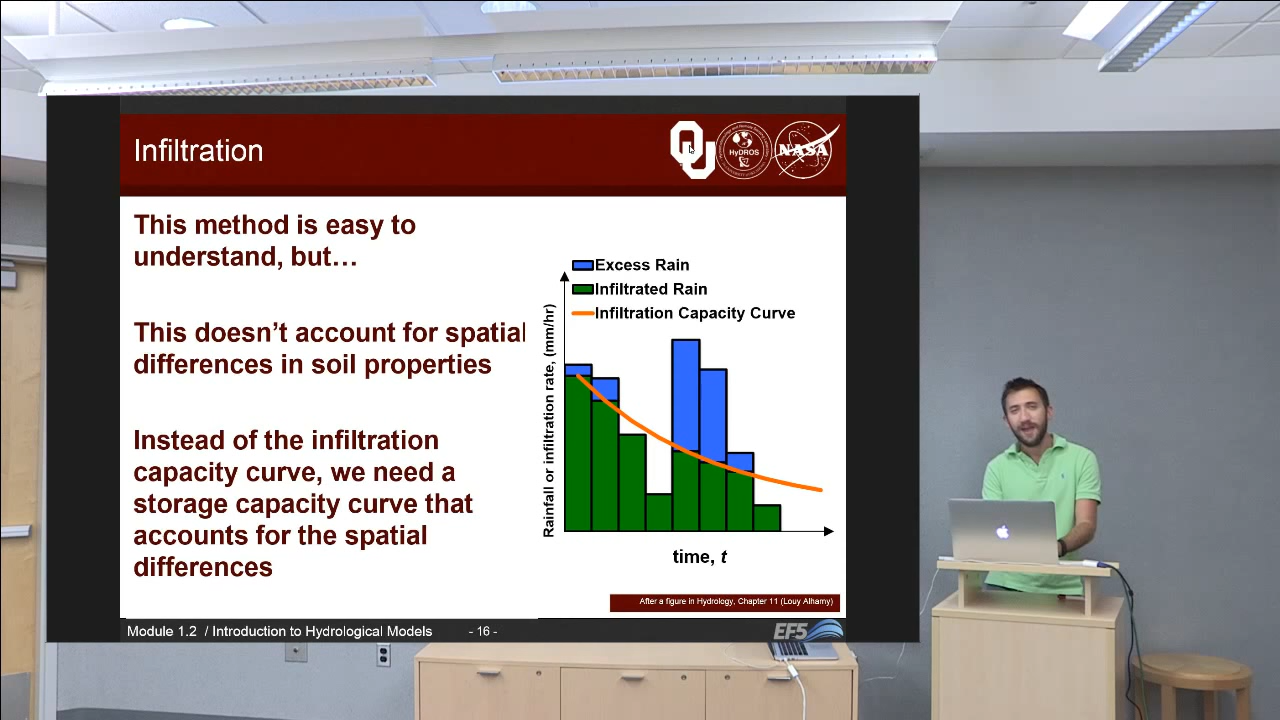 Infiltration
OU
HyDROS
NASA
This method is easy to
understand, but…
This doesn’t account for spatial
differences in soil properties
Instead of the infiltration
capacity curve, we need a
storage capacity curve that
accounts for the spatial
differences
Excess Rain
Infiltrated Rain
Infiltration Capacity Curve
Rainfall or infiltration rate, (mm/hr)
time, t
After a figure in Hydrology, Chapter 11 (Louy Alhamy)
Module 1.2 / Introduction to Hydrological Models
- 16 -
EF5